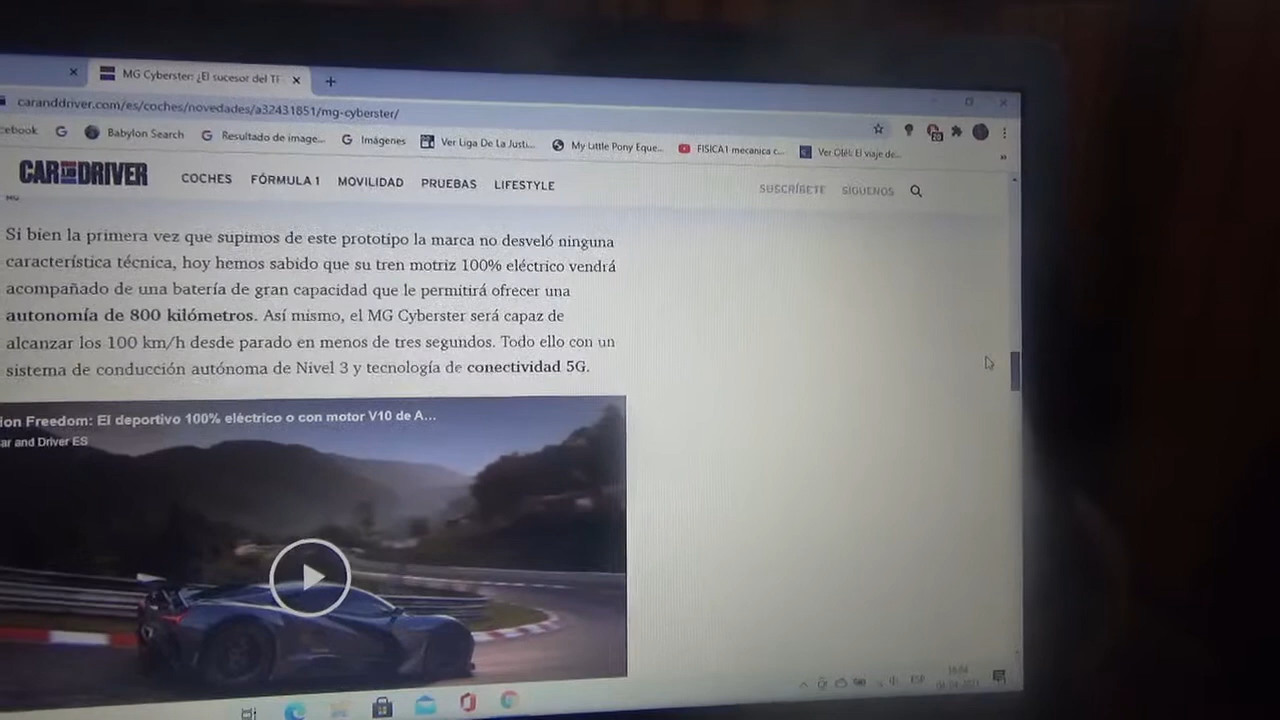 MG Cyberster: ¿El sucesor del TF
caranddriver.com/es/coches/novedades/a32431851/mg-cyberster/
cebook
Babylon Search
Resultado de image...
Imágenes
Ver Liga De La Justi...
My Little Pony Eque...
FISICA1 mecanica c...
Ver Olé!: El viaje de...
CAR AND DRIVER
COCHES FÓRMULA 1 MOVILIDAD PRUEBAS LIFESTYLE
SUSCRÍBETE SÍGUENOS
Si bien la primera vez que supimos de este prototipo la marca no desveló ninguna
característica técnica, hoy hemos sabido que su tren motriz 100% eléctrico vendrá
acompañado de una batería de gran capacidad que le permitirá ofrecer una
autonomía de 800 kilómetros. Así mismo, el MG Cyberster será capaz de
alcanzar los 100 km/h desde parado en menos de tres segundos. Todo ello con un
sistema de conducción autónoma de Nivel 3 y tecnología de conectividad 5G.
ion Freedom: El deportivo 100% eléctrico o con motor V10 de A...
ar and Driver ES
ESP